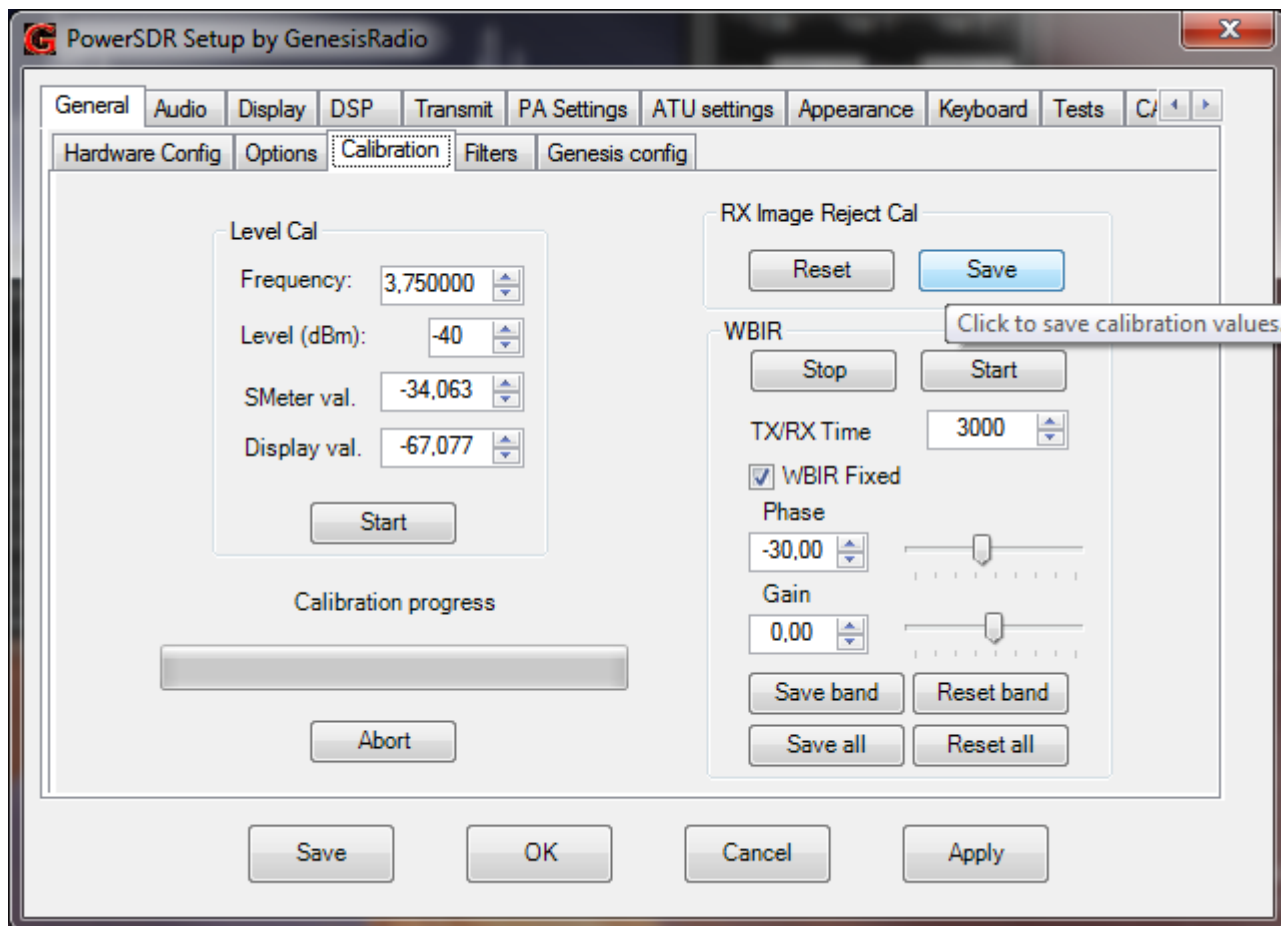 G PowerSDR Setup by GenesisRadio
General Audio Display DSP Transmit PA Settings ATU settings Appearance Keyboard Tests
Hardware Config Options Calibration Filters Genesis config
Level Cal
Frequency: 3,750000
Level (dBm): -40
SMeter val. -34,063
Display val. -67,077
Start
Calibration progress
Abort
RX Image Reject Cal
Reset Save
Click to save calibration values.
WBIR
Stop Start
TX/RX Time 3000
WBIR Fixed
Phase
-30,00
Gain
0,00
Save band Reset band
Save all Reset all
Save OK Cancel Apply